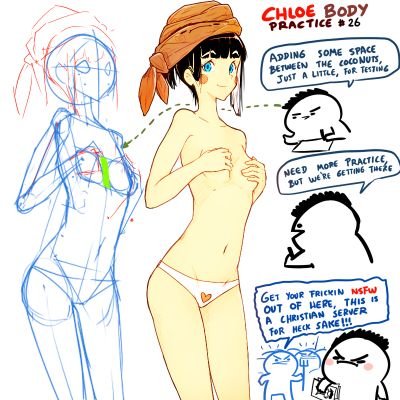 CHLOE BODY
PRACTICE #26
ADDING SOME SPACE
BETWEEN THE COCONUTS,
JUST A LITTLE, FOR TESTING
NEED MORE PRACTICE,
BUT WE'RE GETTING THERE
GET YOUR FRICKIN NSFW
OUT OF HERE, THIS IS
A CHRISTIAN SERVER
FOR HECK SAKE!!!